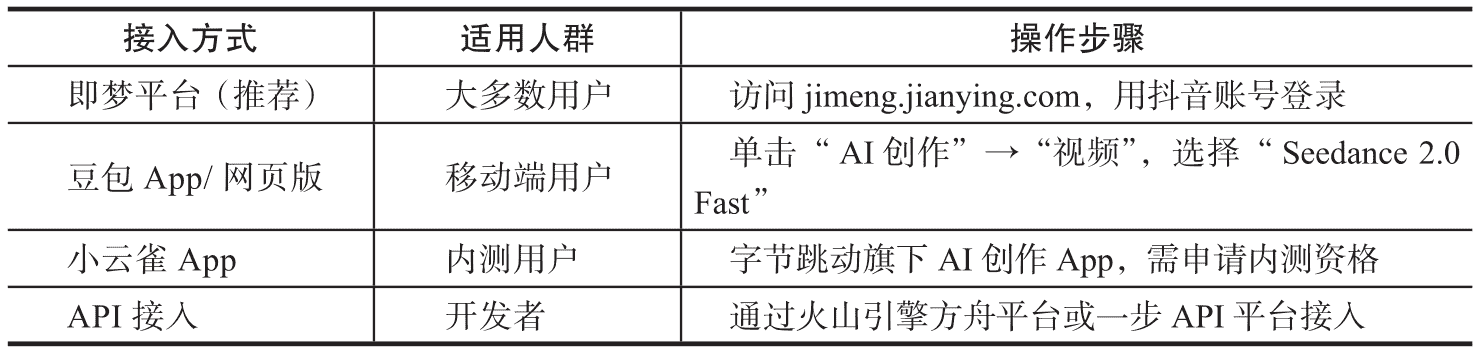 接入方式 适用人群 操作步骤
即梦平台（推荐） 大多数用户 访问 jimeng.jianying.com，用抖音账号登录
豆包 App/ 网页版 移动端用户 单击“AI 创作”→“视频”，选择“Seedance 2.0
Fast”
小云雀 App 内测用户 字节跳动旗下 AI 创作 App，需申请内测资格
API 接入 开发者 通过火山引擎方舟平台或一步 API 平台接入